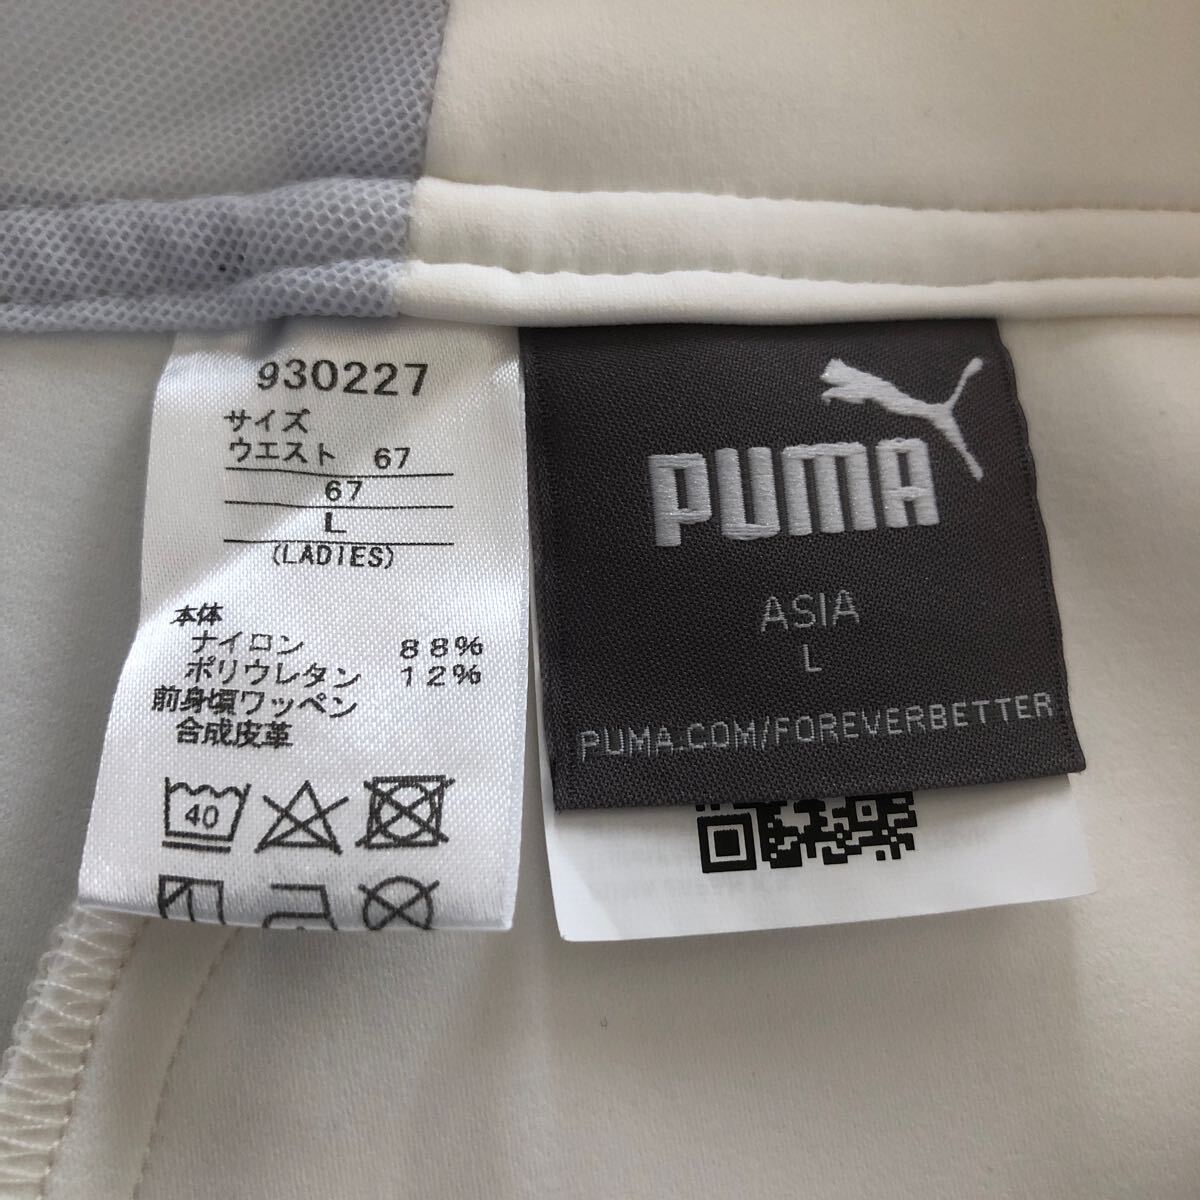 930227
サイズ
ウエスト 67
67
L
(LADIES)
本体
ナイロン 88%
ポリウレタン 12%
前身頃ワッペン
合成皮革
40
PUMA
ASIA
L
PUMA.COM/FOREVERBETTER